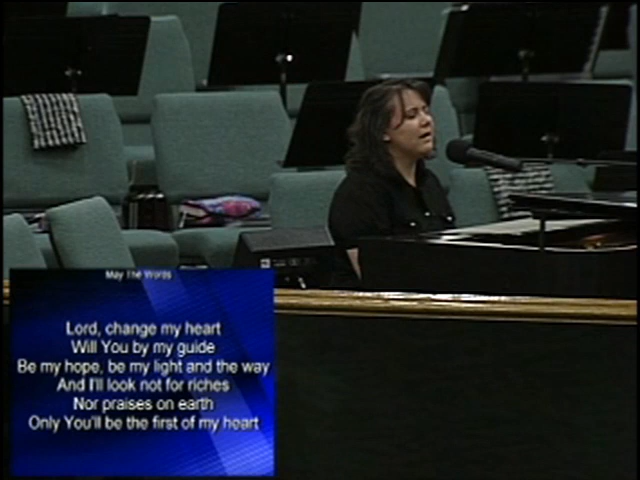 May The Words
Lord, change my heart
Will You by my guide
Be my hope, be my light and the way
And I'll look not for riches
Nor praises on earth
Only You'll be the first of my heart